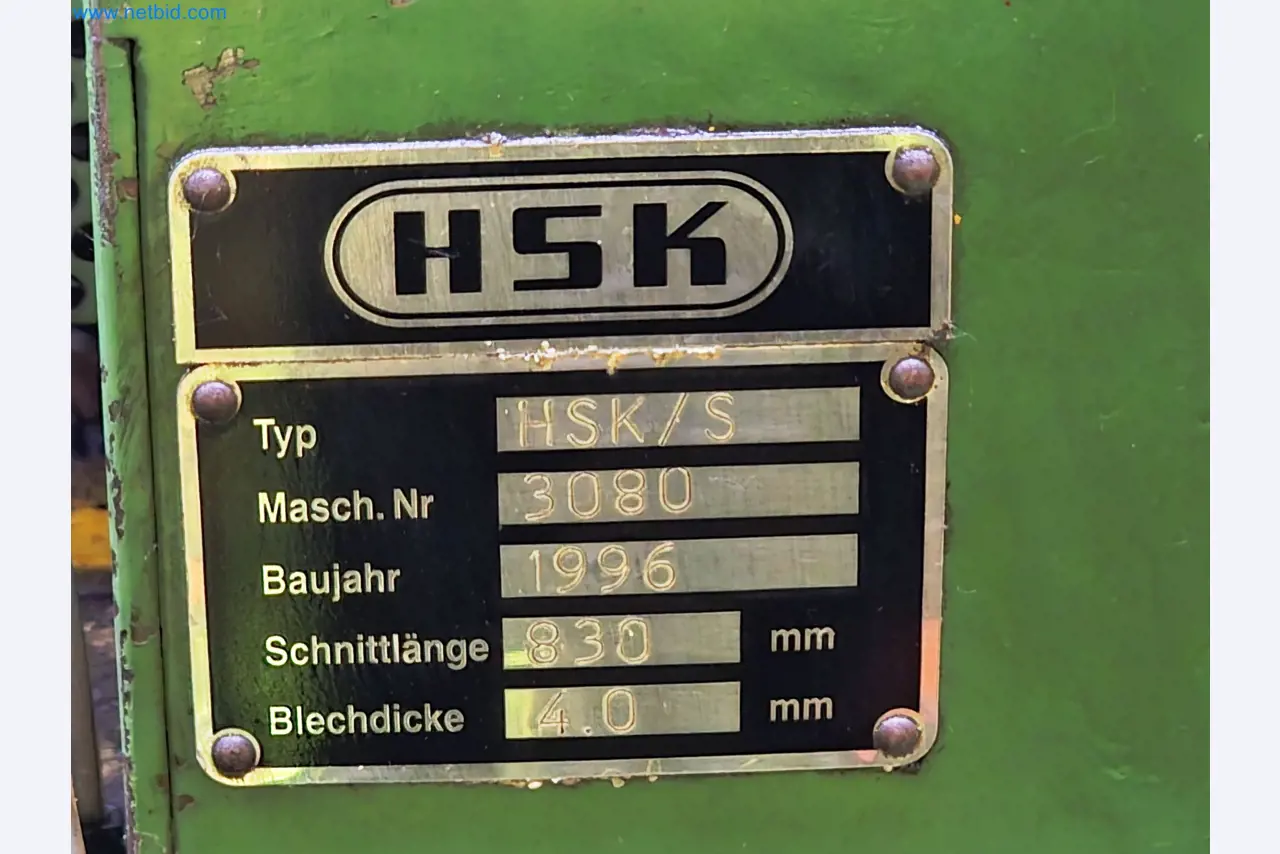 www.netbid.com
HSK
Typ HSK/S
Masch. Nr 3080
Baujahr 1996
Schnittlänge 830 mm
Blechdicke 4.0 mm